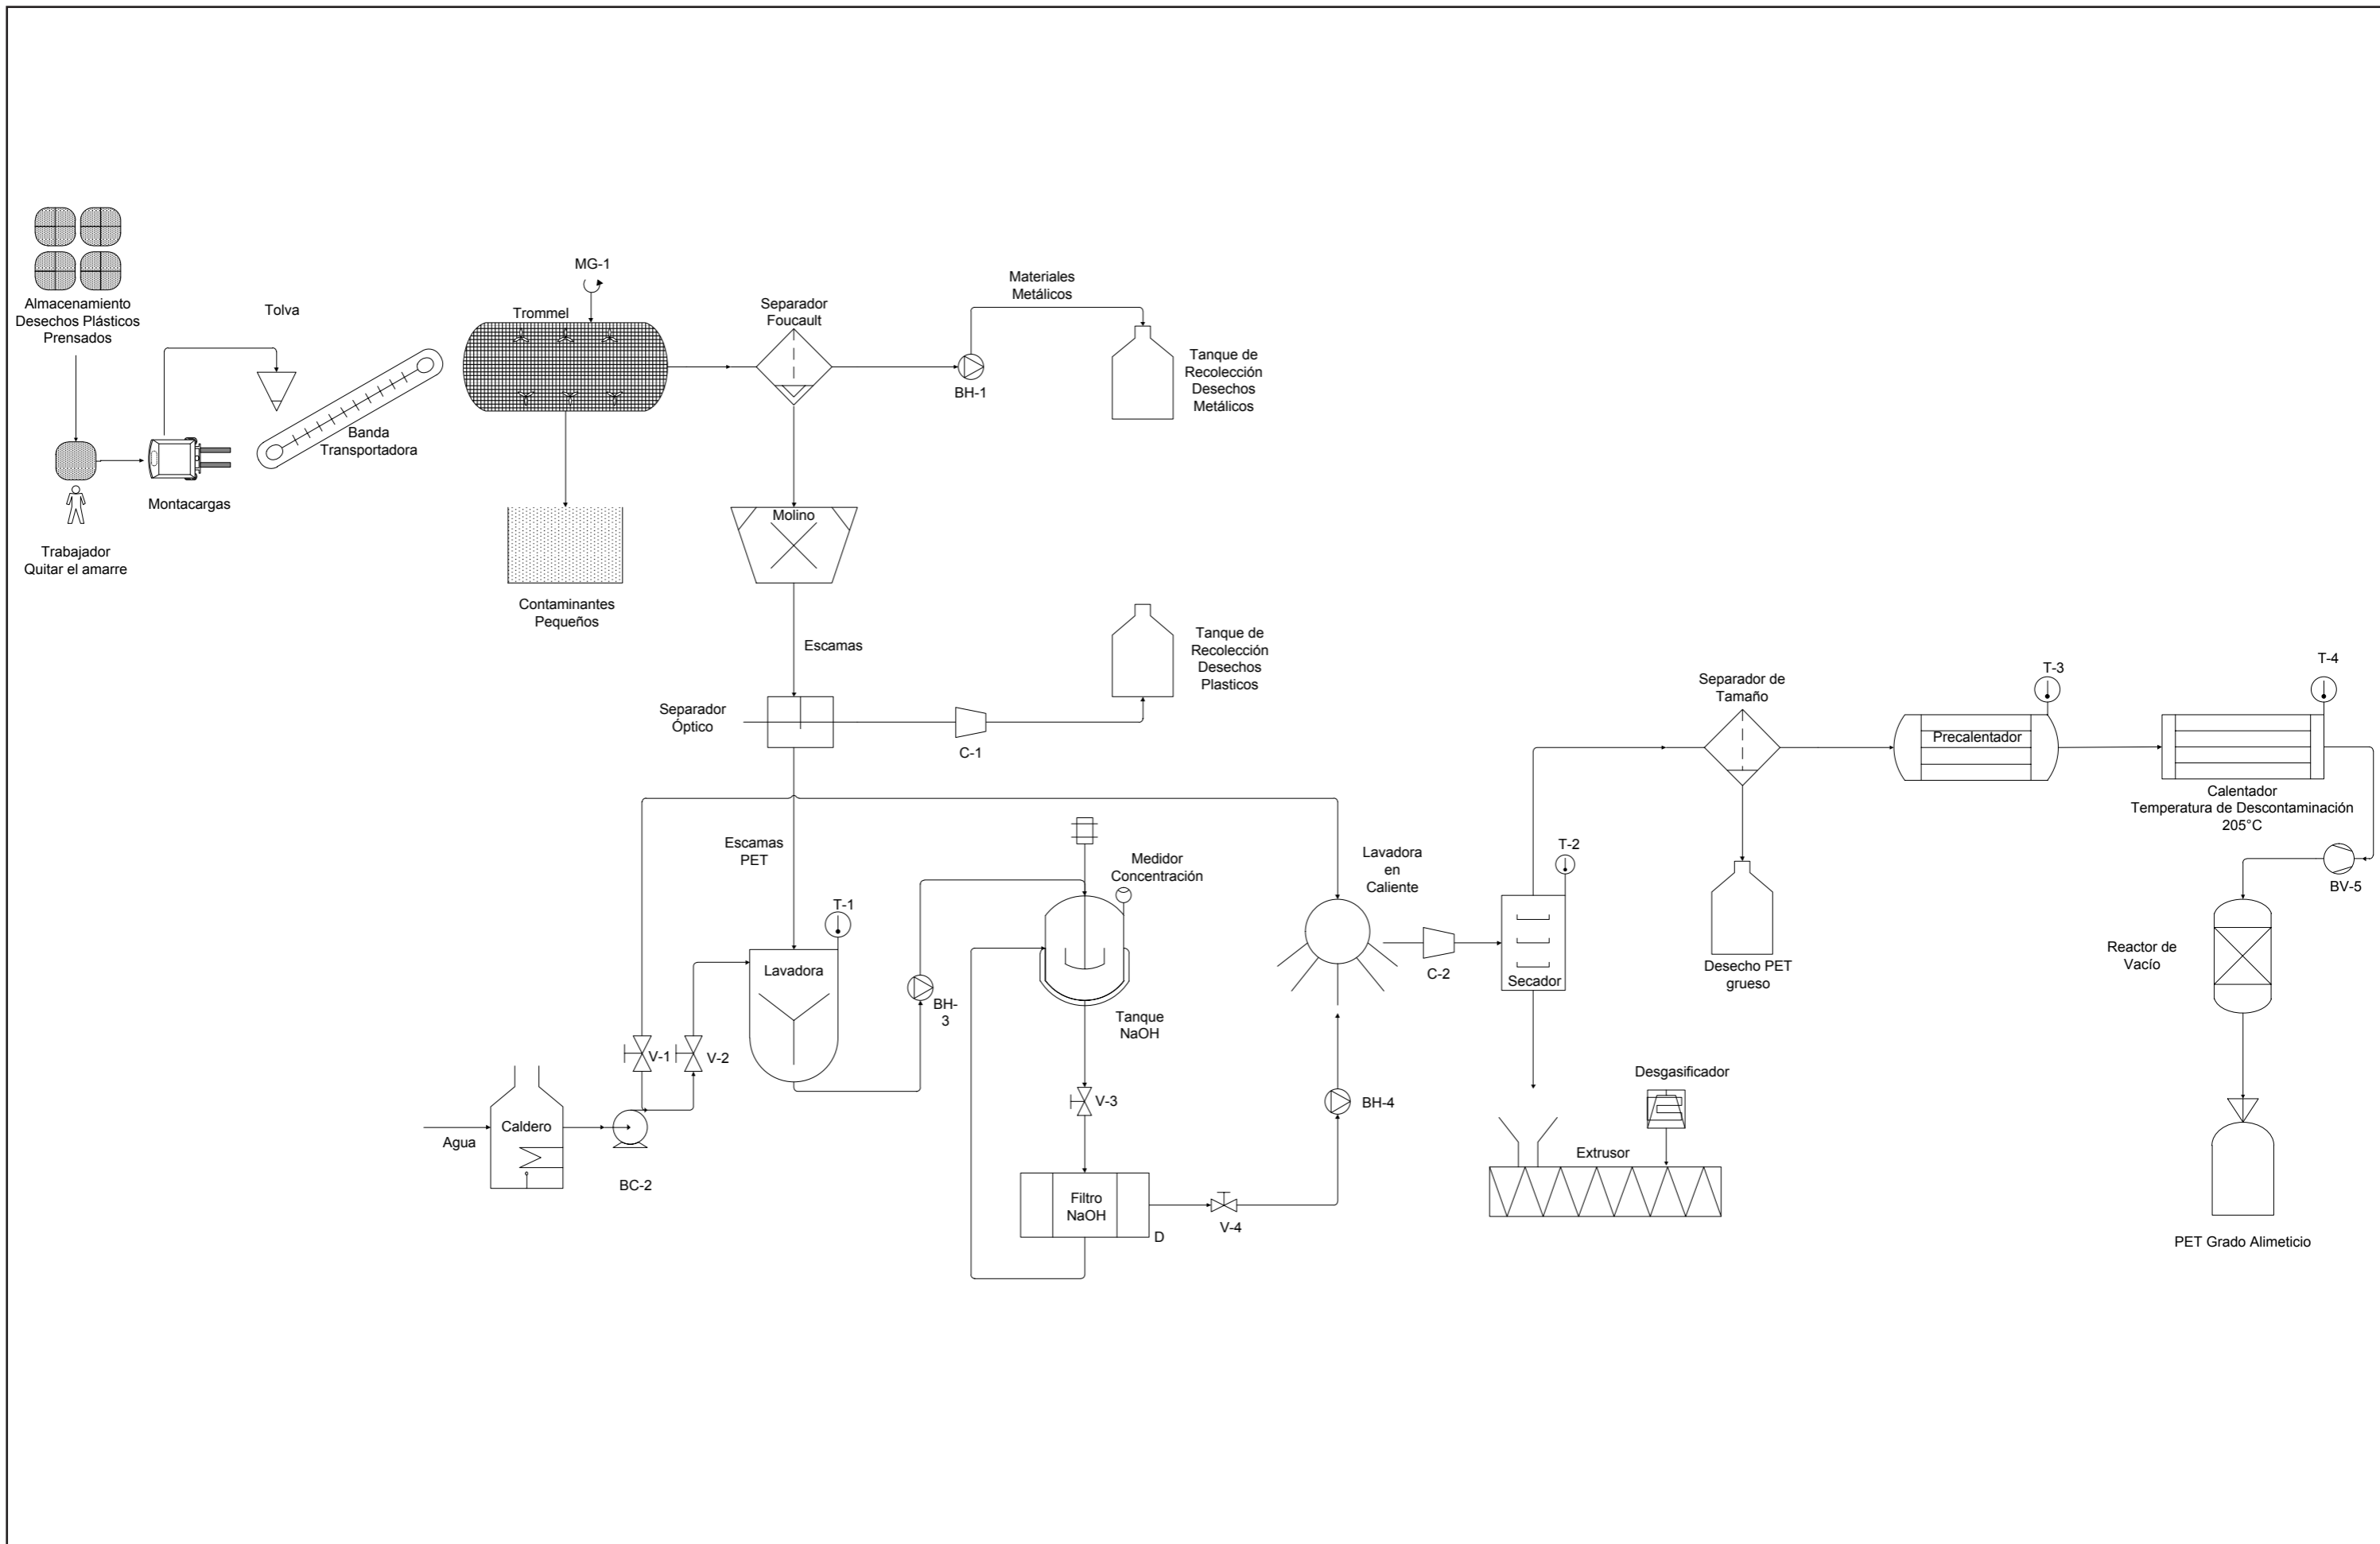 Almacenamiento
Desechos Plásticos
Prensados
Trabajador
Quitar el amarre
Montacargas
Tolva
Banda
Transportadora
MG-1
Trommel
Contaminantes
Pequeños
Separador
Foucault
BH-1
Materiales
Metálicos
Tanque de
Recolección
Desechos
Metálicos
Molino
Escamas
Separador
Óptico
C-1
Tanque de
Recolección
Desechos
Plasticos
Escamas
PET
T-1
Lavadora
V-1
V-2
Agua
Caldero
BC-2
BH-
3
Medidor
Concentración
Tanque
NaOH
V-3
Filtro
NaOH
D
V-4
BH-4
Lavadora
en
Caliente
C-2
T-2
Secador
Desgasificador
Extrusor
Separador de
Tamaño
Desecho PET
grueso
T-3
Precalentador
T-4
Calentador
Temperatura de Descontaminación
205°C
BV-5
Reactor de
Vacío
PET Grado Alimeticio